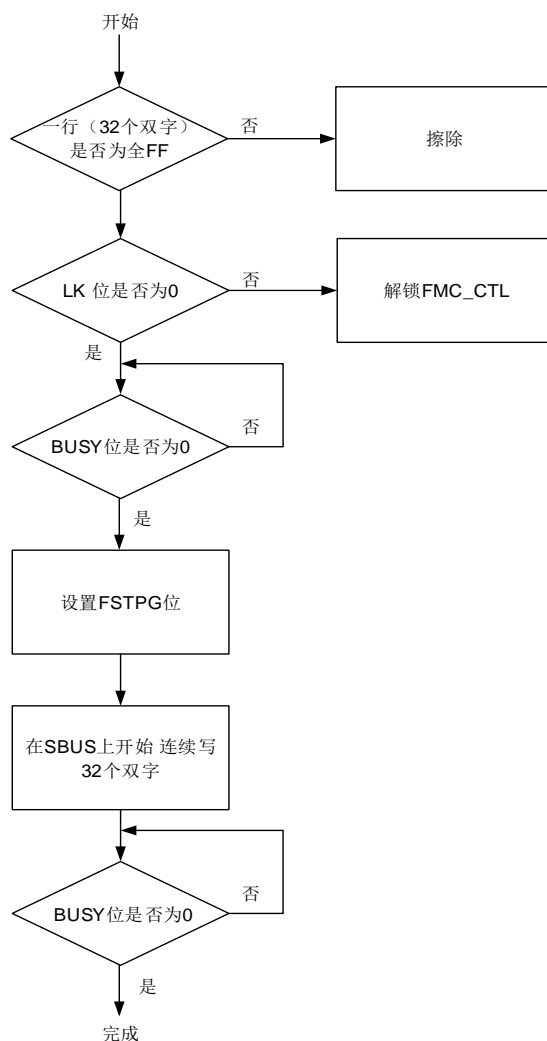 开始
一行（32个双字）
是否为全FF
否
擦除
LK 位是否为0
否
解锁FMC_CTL
是
BUSY位是否为0
否
是
设置FSTPG位
在SBUS上开始 连续写
32个双字
BUSY位是否为0
否
是
完成